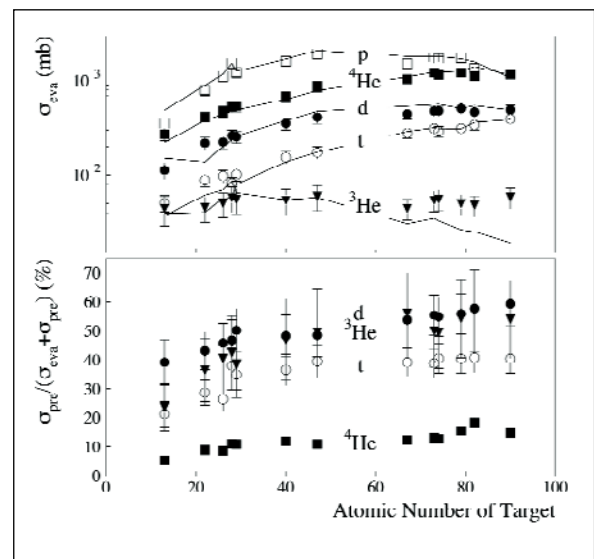 σeva (mb)
10³
10²
p
⁴He
d
t
³He
σpre/(σeva+σpre) (%)
70
60
50
40
30
20
10
0
d
³He
t
⁴He
0 20 40 60 80 100
Atomic Number of Target